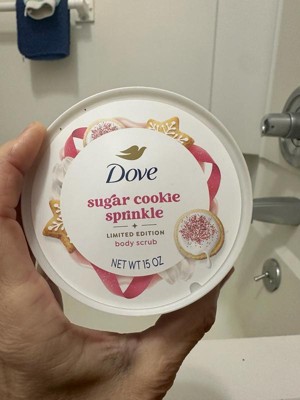 Dove
sugar cookie
sprinkle
LIMITED EDITION
body scrub
NET WT 15 OZ